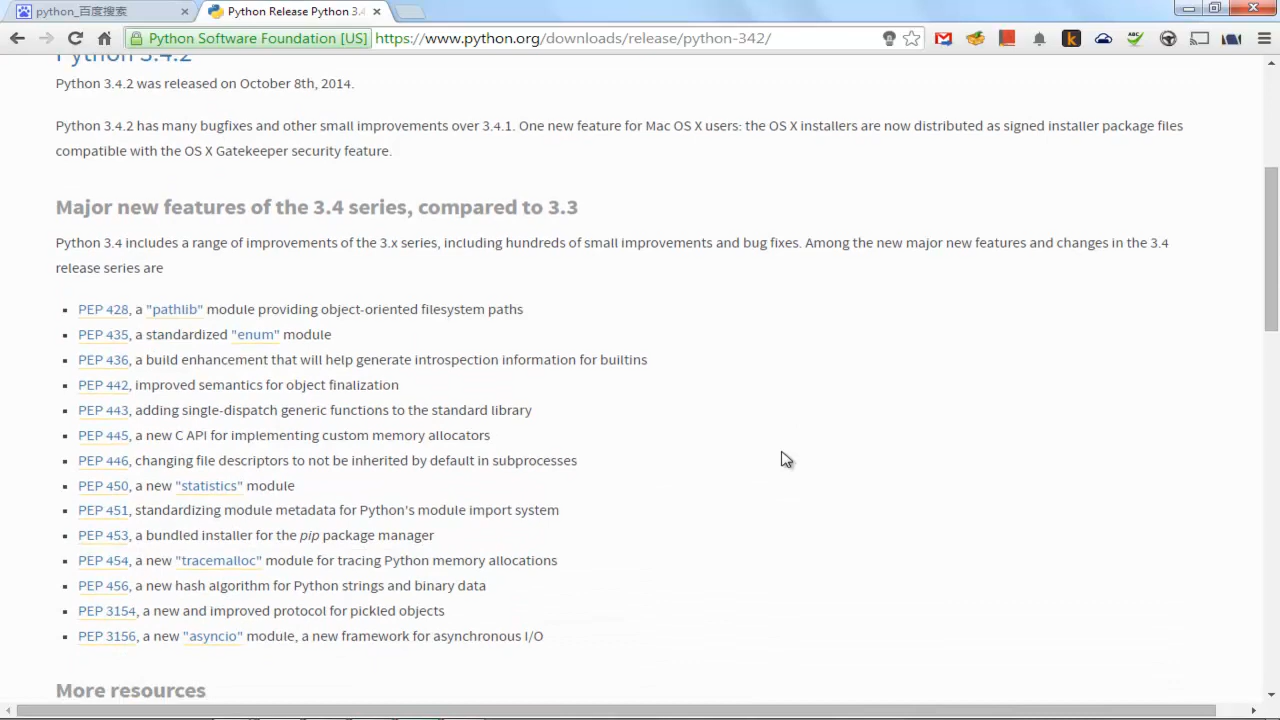 python_百度搜索
Python Release Python 3.4
Python Software Foundation [US]
https://www.python.org/downloads/release/python-342/
Python 3.4.2
Python 3.4.2 was released on October 8th, 2014.
Python 3.4.2 has many bugfixes and other small improvements over 3.4.1. One new feature for Mac OS X users: the OS X installers are now distributed as signed installer package files
compatible with the OS X Gatekeeper security feature.
Major new features of the 3.4 series, compared to 3.3
Python 3.4 includes a range of improvements of the 3.x series, including hundreds of small improvements and bug fixes. Among the new major new features and changes in the 3.4
release series are
PEP 428, a "pathlib" module providing object-oriented filesystem paths
PEP 435, a standardized "enum" module
PEP 436, a build enhancement that will help generate introspection information for builtins
PEP 442, improved semantics for object finalization
PEP 443, adding single-dispatch generic functions to the standard library
PEP 445, a new C API for implementing custom memory allocators
PEP 446, changing file descriptors to not be inherited by default in subprocesses
PEP 450, a new "statistics" module
PEP 451, standardizing module metadata for Python's module import system
PEP 453, a bundled installer for the pip package manager
PEP 454, a new "tracemalloc" module for tracing Python memory allocations
PEP 456, a new hash algorithm for Python strings and binary data
PEP 3154, a new and improved protocol for pickled objects
PEP 3156, a new "asyncio" module, a new framework for asynchronous I/O
More resources